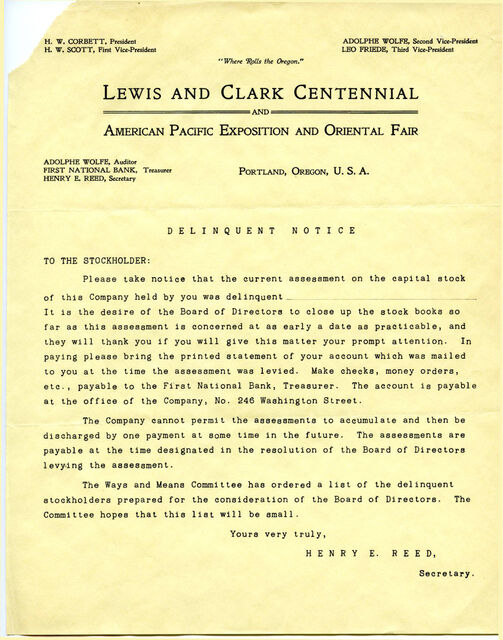 H. W. CORBETT, President
H. W. SCOTT, First Vice-President
ADOLPHE WOLFE, Second Vice-President
LEO FRIEDE, Third Vice-President
"Where Rolls the Oregon."
LEWIS AND CLARK CENTENNIAL
AND
AMERICAN PACIFIC EXPOSITION AND ORIENTAL FAIR
ADOLPHE WOLFE, Auditor
FIRST NATIONAL BANK, Treasurer
HENRY E. REED, Secretary
PORTLAND, OREGON, U. S. A.
DELINQUENT NOTICE
TO THE STOCKHOLDER:
Please take notice that the current assessment on the capital stock
of this Company held by you was delinquent
It is the desire of the Board of Directors to close up the stock books so
far as this assessment is concerned at as early a date as practicable, and
they will thank you if you will give this matter your prompt attention. In
paying please bring the printed statement of your account which was mailed
to you at the time the assessment was levied. Make checks, money orders,
etc., payable to the First National Bank, Treasurer. The account is payable
at the office of the Company, No. 246 Washington Street.
The Company cannot permit the assessments to accumulate and then be
discharged by one payment at some time in the future. The assessments are
payable at the time designated in the resolution of the Board of Directors
levying the assessment.
The Ways and Means Committee has ordered a list of the delinquent
stockholders prepared for the consideration of the Board of Directors. The
Committee hopes that this list will be small.
Yours very truly,
HENRY E. REED,
Secretary.